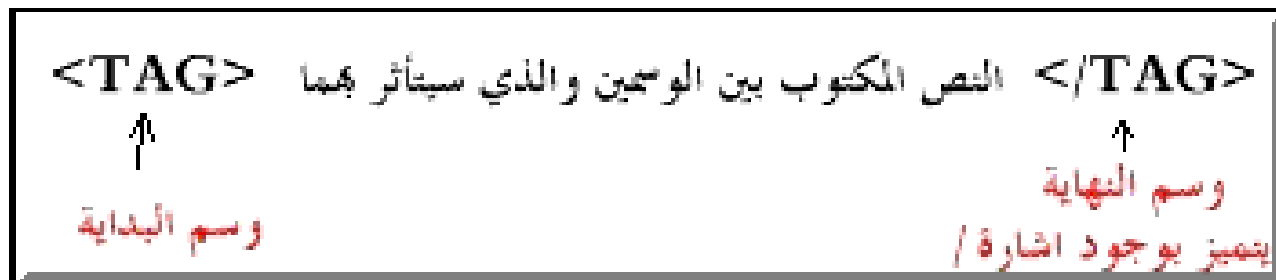 <TAG> النص المكتوب بين الوسمين والذي سيتأثر بهما </TAG>
وسم البداية
وسم النهاية
يتميز بوجود اشارة /